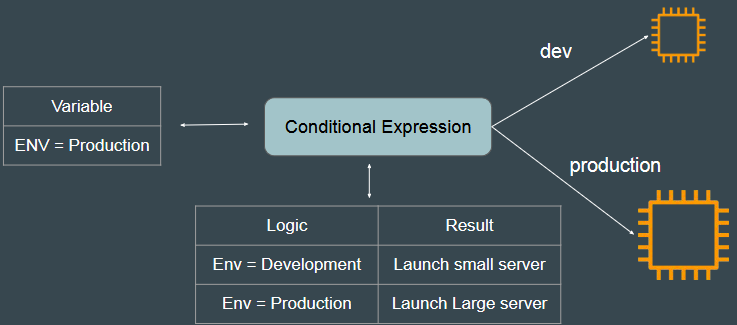 dev
Variable
ENV = Production
Conditional Expression
production
Logic Result
Env = Development Launch small server
Env = Production Launch Large server